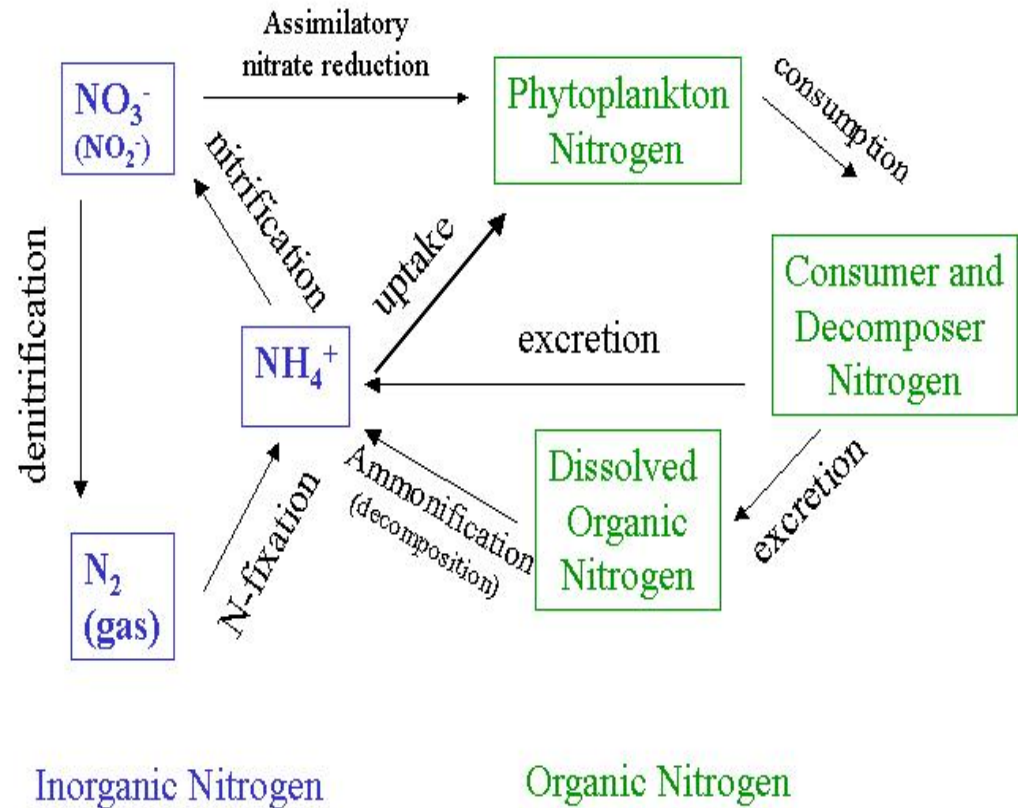 Assimilatory
nitrate reduction
NO₃⁻
(NO₂⁻)
Phytoplankton
Nitrogen
consumption
nitrification
uptake
denitrification
Consumer and
Decomposer
Nitrogen
excretion
NH₄⁺
Dissolved
Organic
Nitrogen
Ammonification
(decomposition)
excretion
N-fixation
N₂
(gas)
Inorganic Nitrogen
Organic Nitrogen